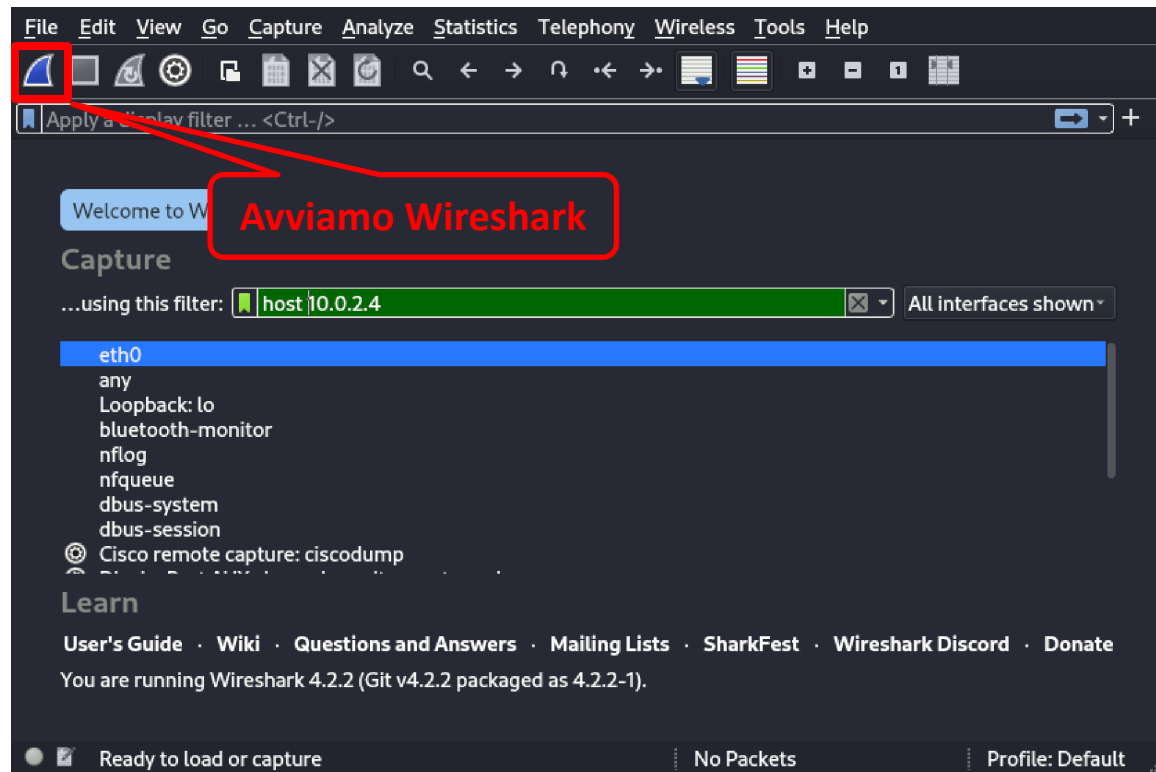 File Edit View Go Capture Analyze Statistics Telephony Wireless Tools Help
Apply a display filter … <Ctrl-/>
Welcome to W
Avviamo Wireshark
Capture
…using this filter: host 10.0.2.4 All interfaces shown
eth0
any
Loopback: lo
bluetooth-monitor
nflog
nfqueue
dbus-system
dbus-session
Cisco remote capture: ciscodump
Learn
User's Guide · Wiki · Questions and Answers · Mailing Lists · SharkFest · Wireshark Discord · Donate
You are running Wireshark 4.2.2 (Git v4.2.2 packaged as 4.2.2-1).
Ready to load or capture No Packets Profile: Default